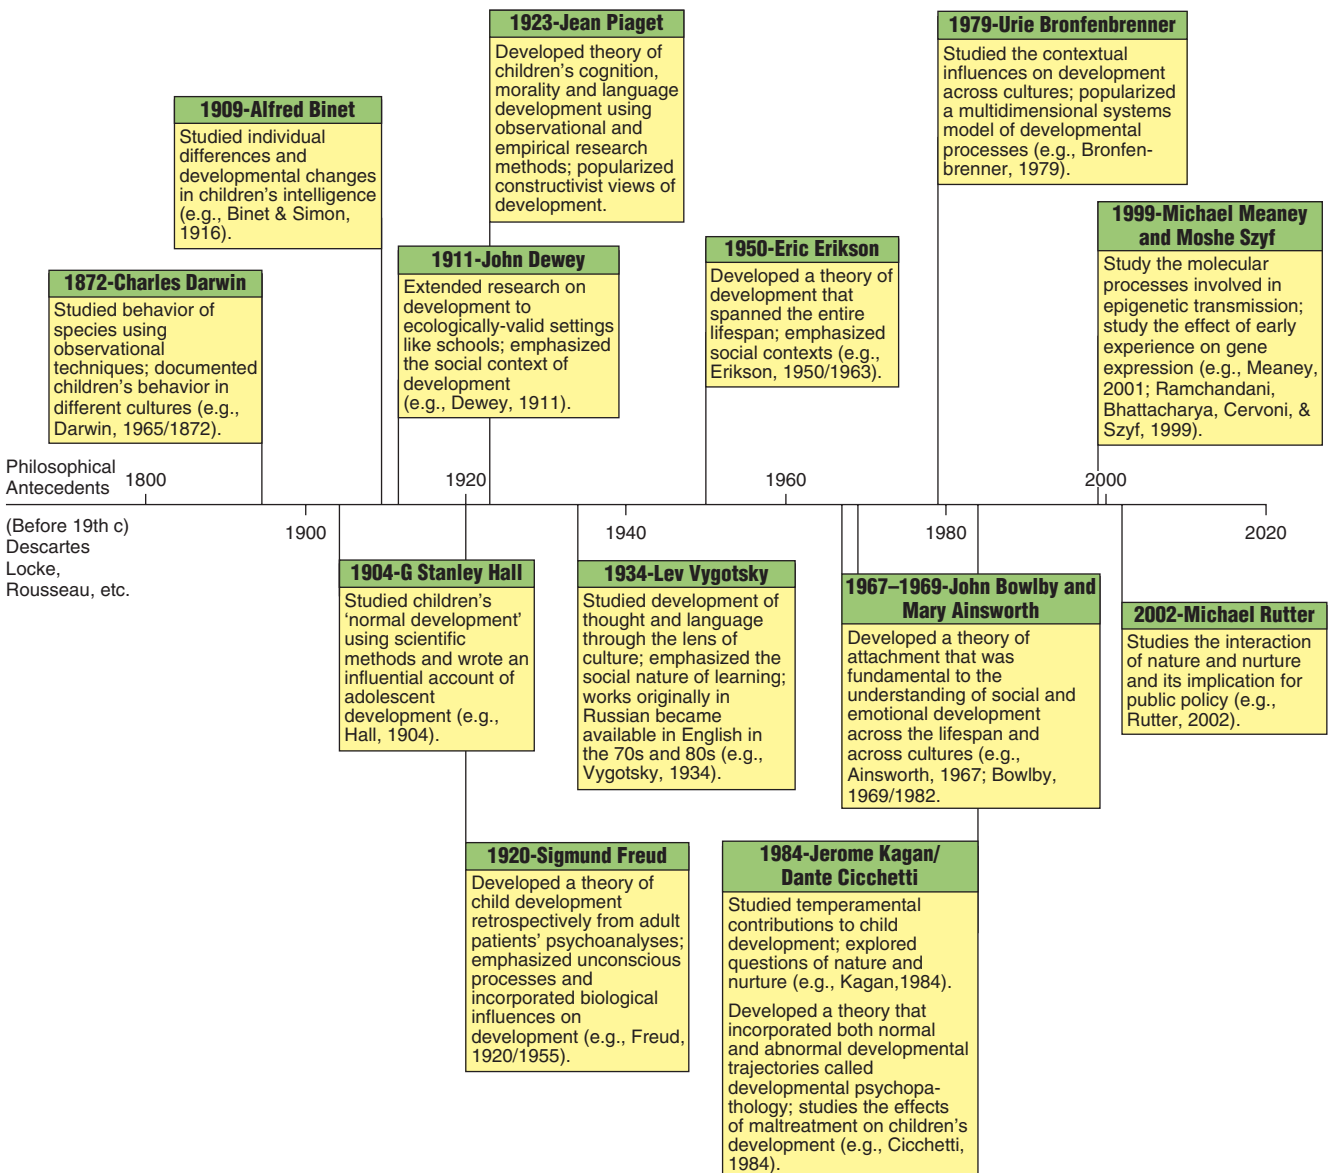 1923-Jean Piaget
Developed theory of
children's cognition,
morality and language
development using
observational and
empirical research
methods; popularized
constructivist views of
development.
1979-Urie Bronfenbrenner
Studied the contextual
influences on development
across cultures; popularized
a multidimensional systems
model of developmental
processes (e.g., Bronfen-
brenner, 1979).
1909-Alfred Binet
Studied individual
differences and
developmental changes
in children's intelligence
(e.g., Binet & Simon,
1916).
1999-Michael Meaney
and Moshe Szyf
Study the molecular
processes involved in
epigenetic transmission;
study the effect of early
experience on gene
expression (e.g., Meaney,
2001; Ramchandani,
Bhattacharya, Cervoni, &
Szyf, 1999).
1950-Eric Erikson
Developed a theory of
development that
spanned the entire
lifespan; emphasized
social contexts (e.g.,
Erikson, 1950/1963).
1911-John Dewey
Extended research on
development to
ecologically-valid settings
like schools; emphasized
the social context of
development
(e.g., Dewey, 1911).
1872-Charles Darwin
Studied behavior of
species using
observational
techniques; documented
children's behavior in
different cultures (e.g.,
Darwin, 1965/1872).
Philosophical
Antecedents
1800
1920
1960
2000
(Before 19th c)
Descartes
Locke,
Rousseau, etc.
1900
1940
1980
2020
1904-G Stanley Hall
Studied children's
'normal development'
using scientific
methods and wrote an
influential account of
adolescent
development (e.g.,
Hall, 1904).
1934-Lev Vygotsky
Studied development of
thought and language
through the lens of
culture; emphasized the
social nature of learning;
works originally in
Russian became
available in English in
the 70s and 80s (e.g.,
Vygotsky, 1934).
1967–1969-John Bowlby and
Mary Ainsworth
Developed a theory of
attachment that was
fundamental to the
understanding of social and
emotional development
across the lifespan and
across cultures (e.g.,
Ainsworth, 1967; Bowlby,
1969/1982.
2002-Michael Rutter
Studies the interaction
of nature and nurture
and its implication for
public policy (e.g.,
Rutter, 2002).
1920-Sigmund Freud
Developed a theory of
child development
retrospectively from adult
patients' psychoanalyses;
emphasized unconscious
processes and
incorporated biological
influences on
development (e.g., Freud,
1920/1955).
1984-Jerome Kagan/
Dante Cicchetti
Studied temperamental
contributions to child
development; explored
questions of nature and
nurture (e.g., Kagan,1984).
Developed a theory that
incorporated both normal
and abnormal developmental
trajectories called
developmental psychopa-
thology; studies the effects
of maltreatment on children's
development (e.g., Cicchetti,
1984).